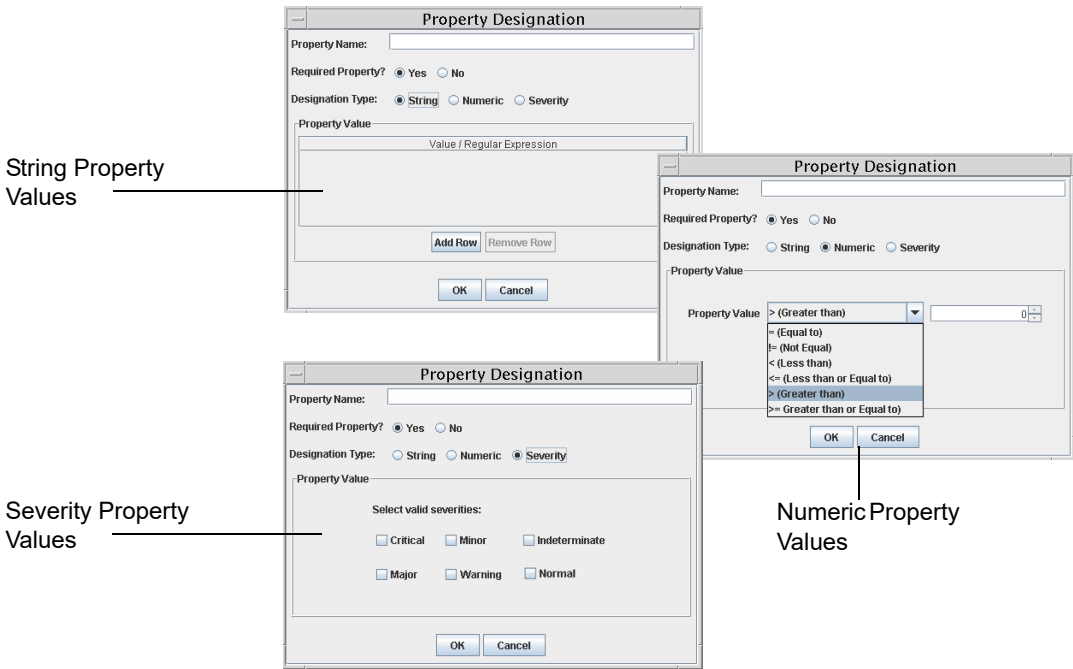 Property Designation
Property Name:
Required Property? Yes No
Designation Type: String Numeric Severity
Property Value
Value / Regular Expression
Add Row Remove Row
OK Cancel
String Property
Values
Property Designation
Property Name:
Required Property? Yes No
Designation Type: String Numeric Severity
Property Value
Property Value > (Greater than) 0
= (Equal to)
!= (Not Equal)
< (Less than)
<= (Less than or Equal to)
> (Greater than)
>= Greater than or Equal to)
OK Cancel
Numeric Property
Values
Property Designation
Property Name:
Required Property? Yes No
Designation Type: String Numeric Severity
Property Value
Select valid severities:
Critical Minor Indeterminate
Major Warning Normal
OK Cancel
Severity Property
Values